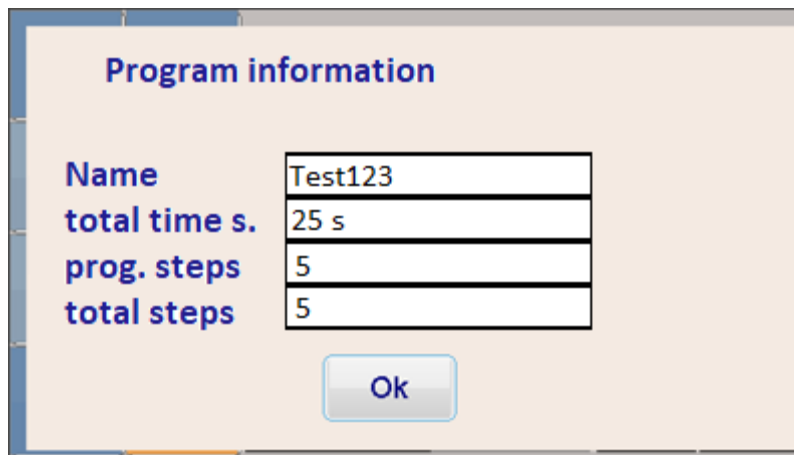 Program information
Name Test123
total time s. 25 s
prog. steps 5
total steps 5
Ok